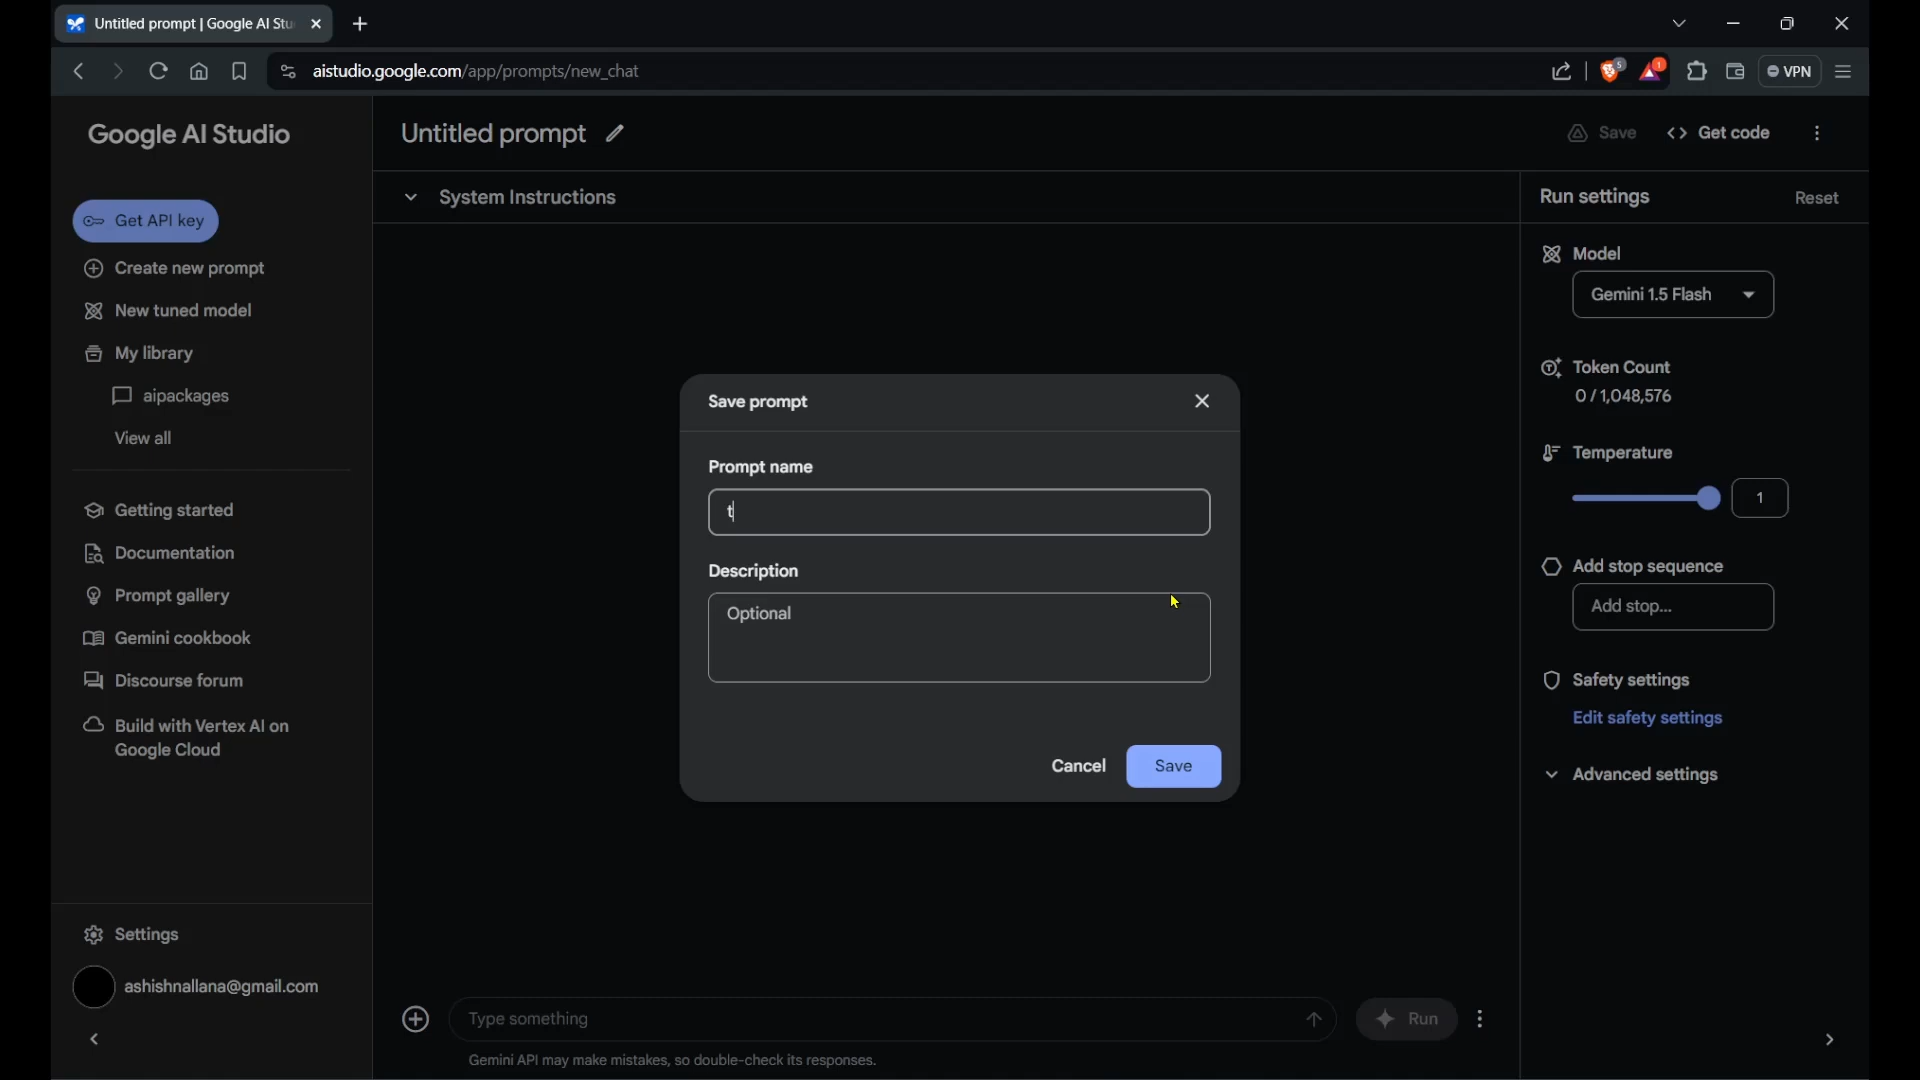 Untitled prompt | Google AI Stu
aistudio.google.com/app/prompts/new_chat
5
1
VPN
Google AI Studio
Untitled prompt
Save
Get code
Get API key
Create new prompt
New tuned model
My library
aipackages
View all
Getting started
Documentation
Prompt gallery
Gemini cookbook
Discourse forum
Build with Vertex AI on
Google Cloud
Settings
ashishnallana@gmail.com
System Instructions
Save prompt
Prompt name
t
Description
Optional
Cancel
Save
Type something
Run
Gemini API may make mistakes, so double-check its responses.
Run settings
Reset
Model
Gemini 1.5 Flash
Token Count
0 / 1,048,576
Temperature
1
Add stop sequence
Add stop...
Safety settings
Edit safety settings
Advanced settings